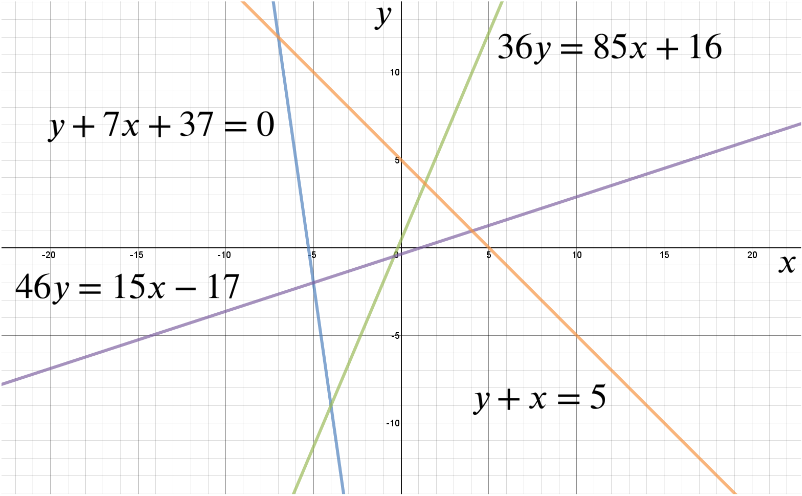 y
36y = 85x + 16
10
y + 7x + 37 = 0
5
-20 -15 -10 -5 0 5 10 15 20
x
46y = 15x − 17
-5
y + x = 5
-10